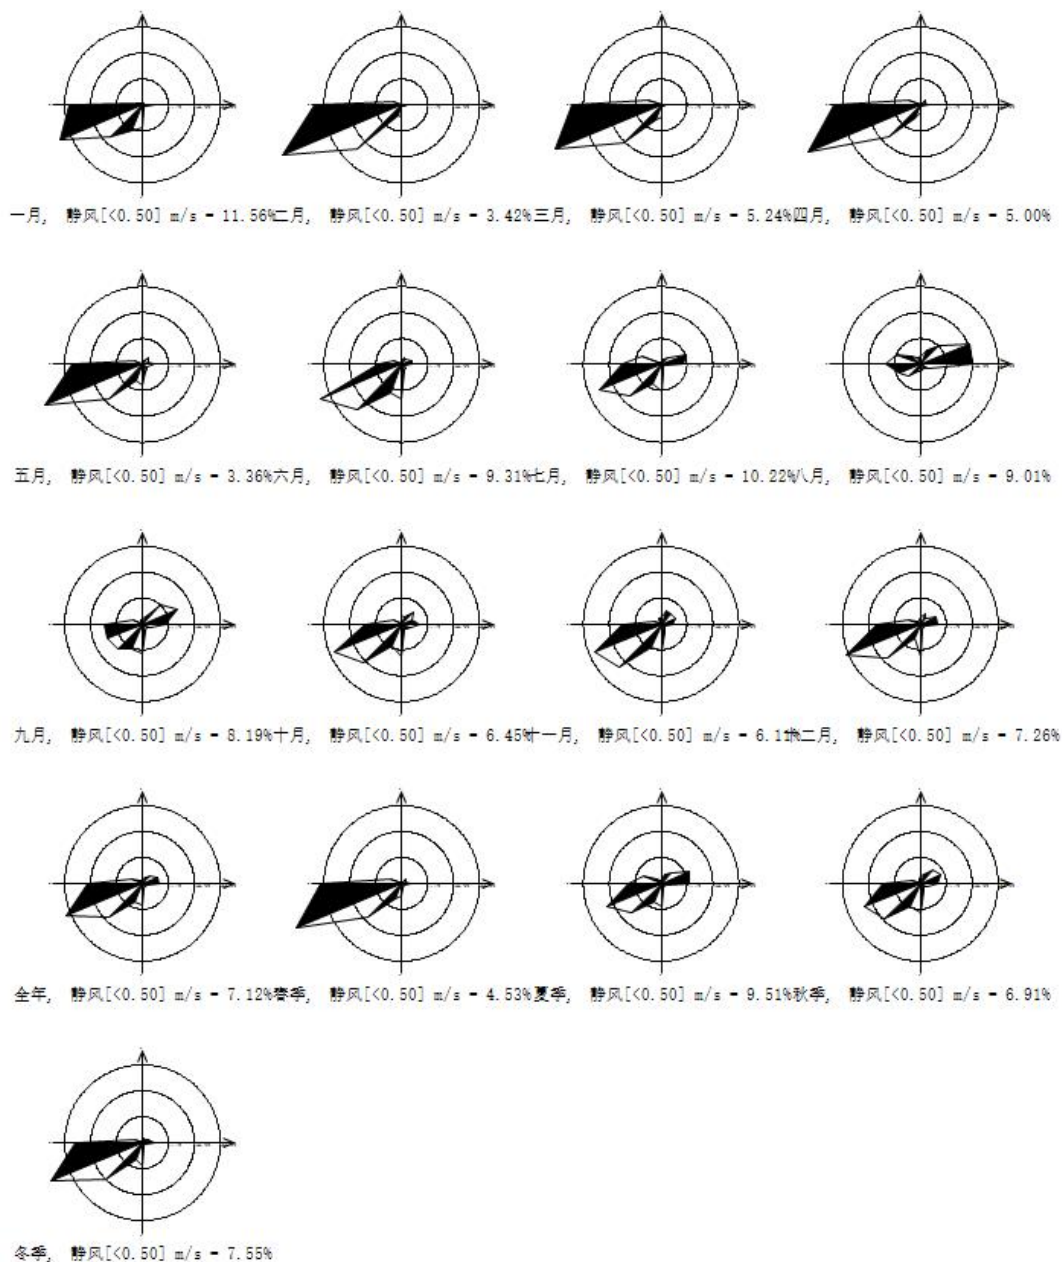 一月, 静风[<0.50] m/s - 11.56%二月, 静风[<0.50] m/s - 3.42%三月, 静风[<0.50] m/s - 5.24%四月, 静风[<0.50] m/s - 5.00%
五月, 静风[<0.50] m/s - 3.36%六月, 静风[<0.50] m/s - 9.31%七月, 静风[<0.50] m/s - 10.22%八月, 静风[<0.50] m/s - 9.01%
九月, 静风[<0.50] m/s - 8.19%十月, 静风[<0.50] m/s - 6.45%十一月, 静风[<0.50] m/s - 6.11%十二月, 静风[<0.50] m/s - 7.26%
全年, 静风[<0.50] m/s - 7.12%春季, 静风[<0.50] m/s - 4.53%夏季, 静风[<0.50] m/s - 9.51%秋季, 静风[<0.50] m/s - 6.91%
冬季, 静风[<0.50] m/s - 7.55%